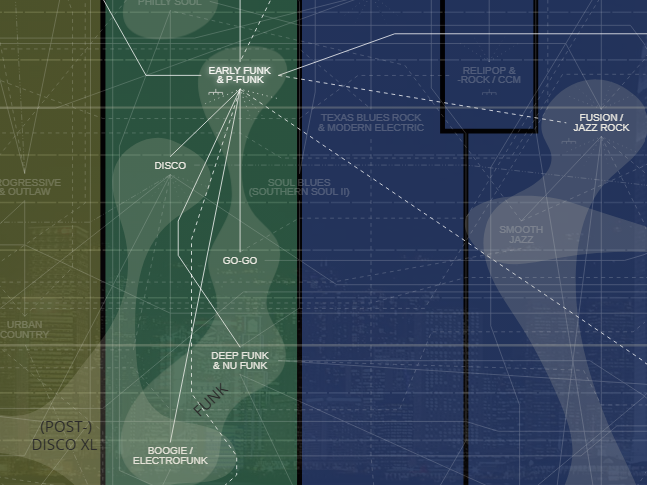 PHILLY SOUL
EARLY FUNK
& P-FUNK
RELIPOP &
-ROCK / CCM
TEXAS BLUES ROCK
& MODERN ELECTRIC
FUSION /
JAZZ ROCK
DISCO
ROGRESSIVE
& OUTLAW
SOUL BLUES
(SOUTHERN SOUL II)
SMOOTH
JAZZ
GO-GO
URBAN
COUNTRY
DEEP FUNK
& NU FUNK
FUNK
(POST-)
DISCO XL
BOOGIE /
ELECTROFUNK